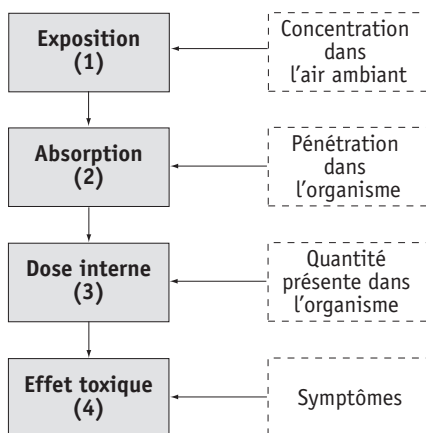 Exposition
(1)
Concentration
dans
l'air ambiant
Absorption
(2)
Pénétration
dans
l'organisme
Dose interne
(3)
Quantité
présente dans
l'organisme
Effet toxique
(4)
Symptômes